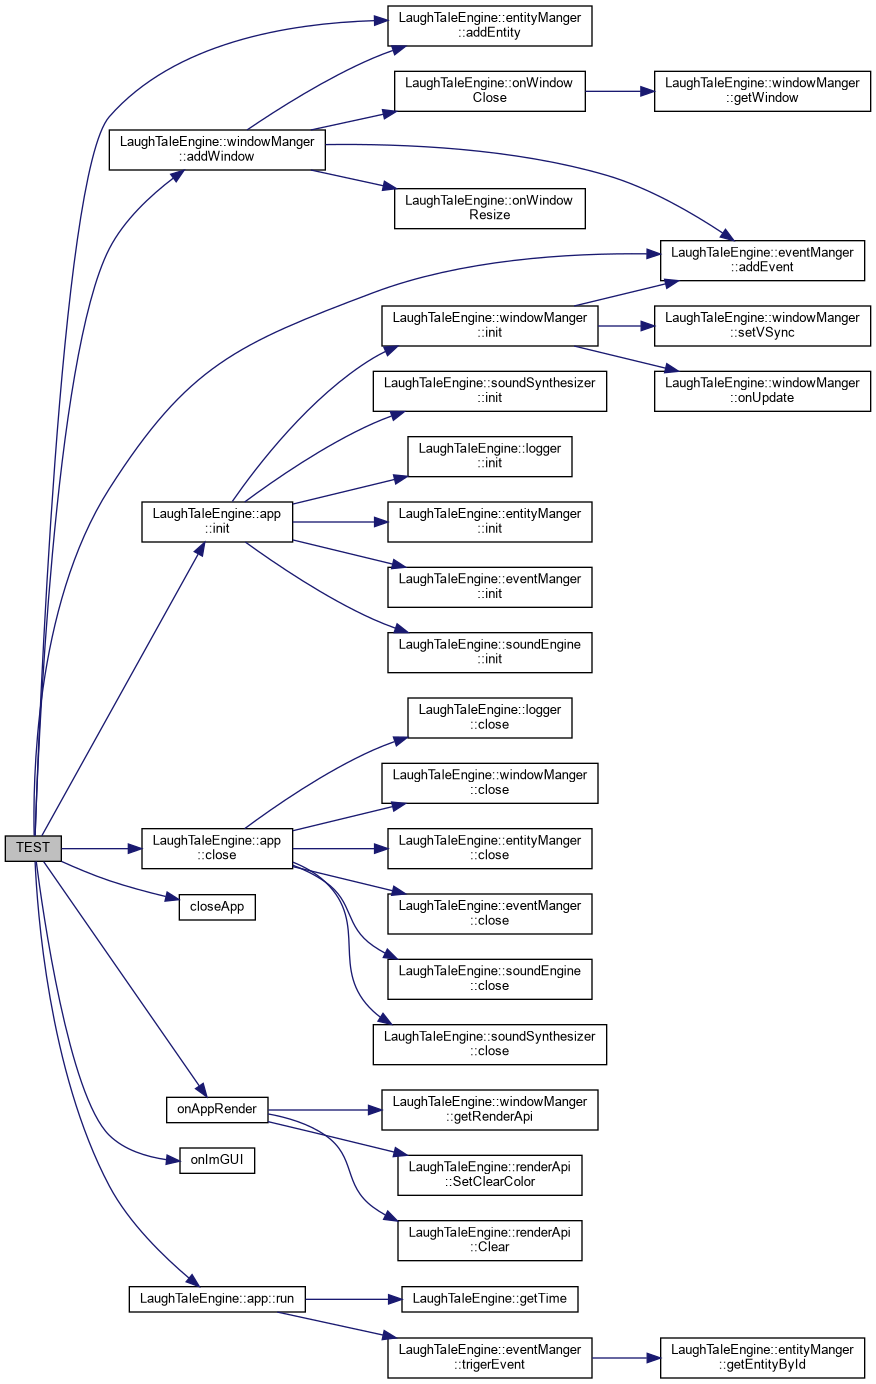 LaughTaleEngine::entityManger
::addEntity
LaughTaleEngine::onWindow
Close
LaughTaleEngine::windowManger
::getWindow
LaughTaleEngine::windowManger
::addWindow
LaughTaleEngine::onWindow
Resize
LaughTaleEngine::eventManger
::addEvent
LaughTaleEngine::windowManger
::init
LaughTaleEngine::windowManger
::setVSync
LaughTaleEngine::soundSynthesizer
::init
LaughTaleEngine::windowManger
::onUpdate
LaughTaleEngine::logger
::init
LaughTaleEngine::app
::init
LaughTaleEngine::entityManger
::init
LaughTaleEngine::eventManger
::init
LaughTaleEngine::soundEngine
::init
LaughTaleEngine::logger
::close
LaughTaleEngine::windowManger
::close
TEST
LaughTaleEngine::app
::close
LaughTaleEngine::entityManger
::close
closeApp
LaughTaleEngine::eventManger
::close
LaughTaleEngine::soundEngine
::close
LaughTaleEngine::soundSynthesizer
::close
onAppRender
LaughTaleEngine::windowManger
::getRenderApi
onImGUI
LaughTaleEngine::renderApi
::SetClearColor
LaughTaleEngine::renderApi
::Clear
LaughTaleEngine::app::run
LaughTaleEngine::getTime
LaughTaleEngine::eventManger
::trigerEvent
LaughTaleEngine::entityManger
::getEntityById